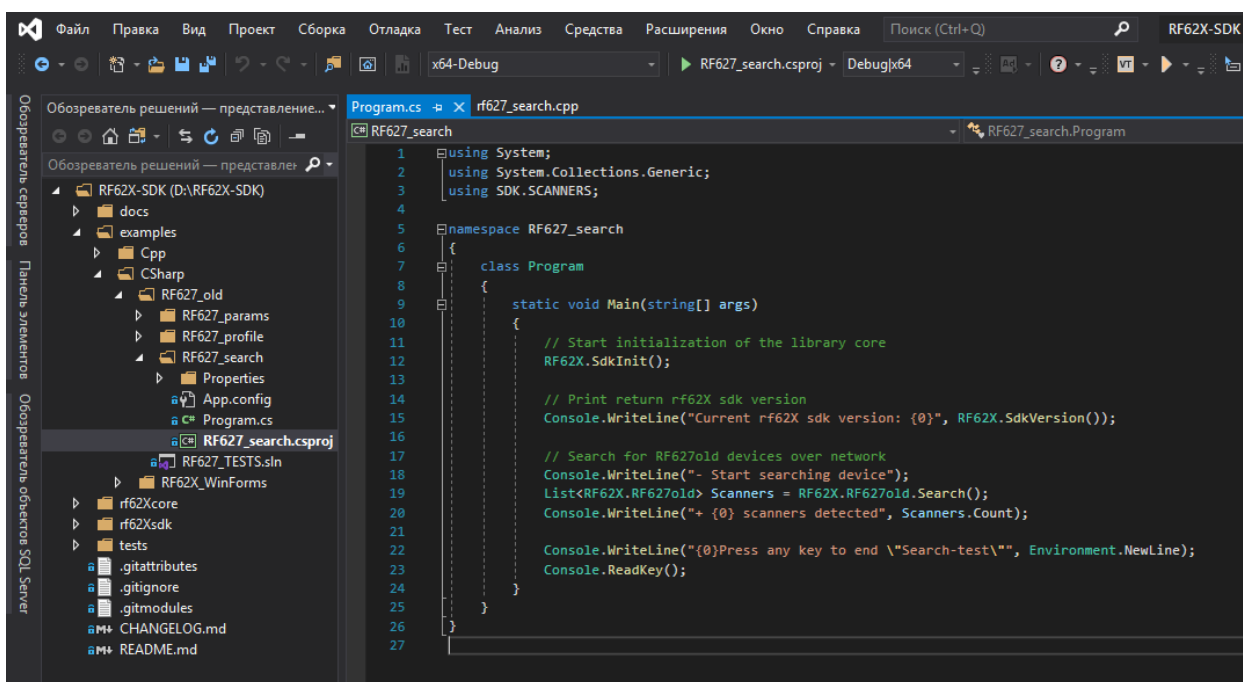 Файл Правка Вид Проект Сборка Отладка Тест Анализ Средства Расширения Окно Справка Поиск (Ctrl+Q) RF62X-SDK
x64-Debug RF627_search.csproj Debug|x64
Обозреватель серверов
Панель элементов
Обозреватель объектов SQL Server
Обозреватель решений — представление...
Обозреватель решений — представлен
RF62X-SDK (D:\RF62X-SDK)
docs
examples
Cpp
CSharp
RF627_old
RF627_params
RF627_profile
RF627_search
Properties
App.config
Program.cs
RF627_search.csproj
RF627_TESTS.sln
RF62X_WinForms
rf62Xcore
rf62Xsdk
tests
.gitattributes
.gitignore
.gitmodules
CHANGELOG.md
README.md
Program.cs rf627_search.cpp
RF627_search RF627_search.Program
1 using System;
2 using System.Collections.Generic;
3 using SDK.SCANNERS;
4
5 namespace RF627_search
6 {
7 class Program
8 {
9 static void Main(string[] args)
10 {
11 // Start initialization of the library core
12 RF62X.SdkInit();
13
14 // Print return rf62X sdk version
15 Console.WriteLine("Current rf62X sdk version: {0}", RF62X.SdkVersion());
16
17 // Search for RF627old devices over network
18 Console.WriteLine("- Start searching device");
19 List<RF62X.RF627old> Scanners = RF62X.RF627old.Search();
20 Console.WriteLine("+ {0} scanners detected", Scanners.Count);
21
22 Console.WriteLine("{0}Press any key to end \"Search-test\"", Environment.NewLine);
23 Console.ReadKey();
24 }
25 }
26 }
27